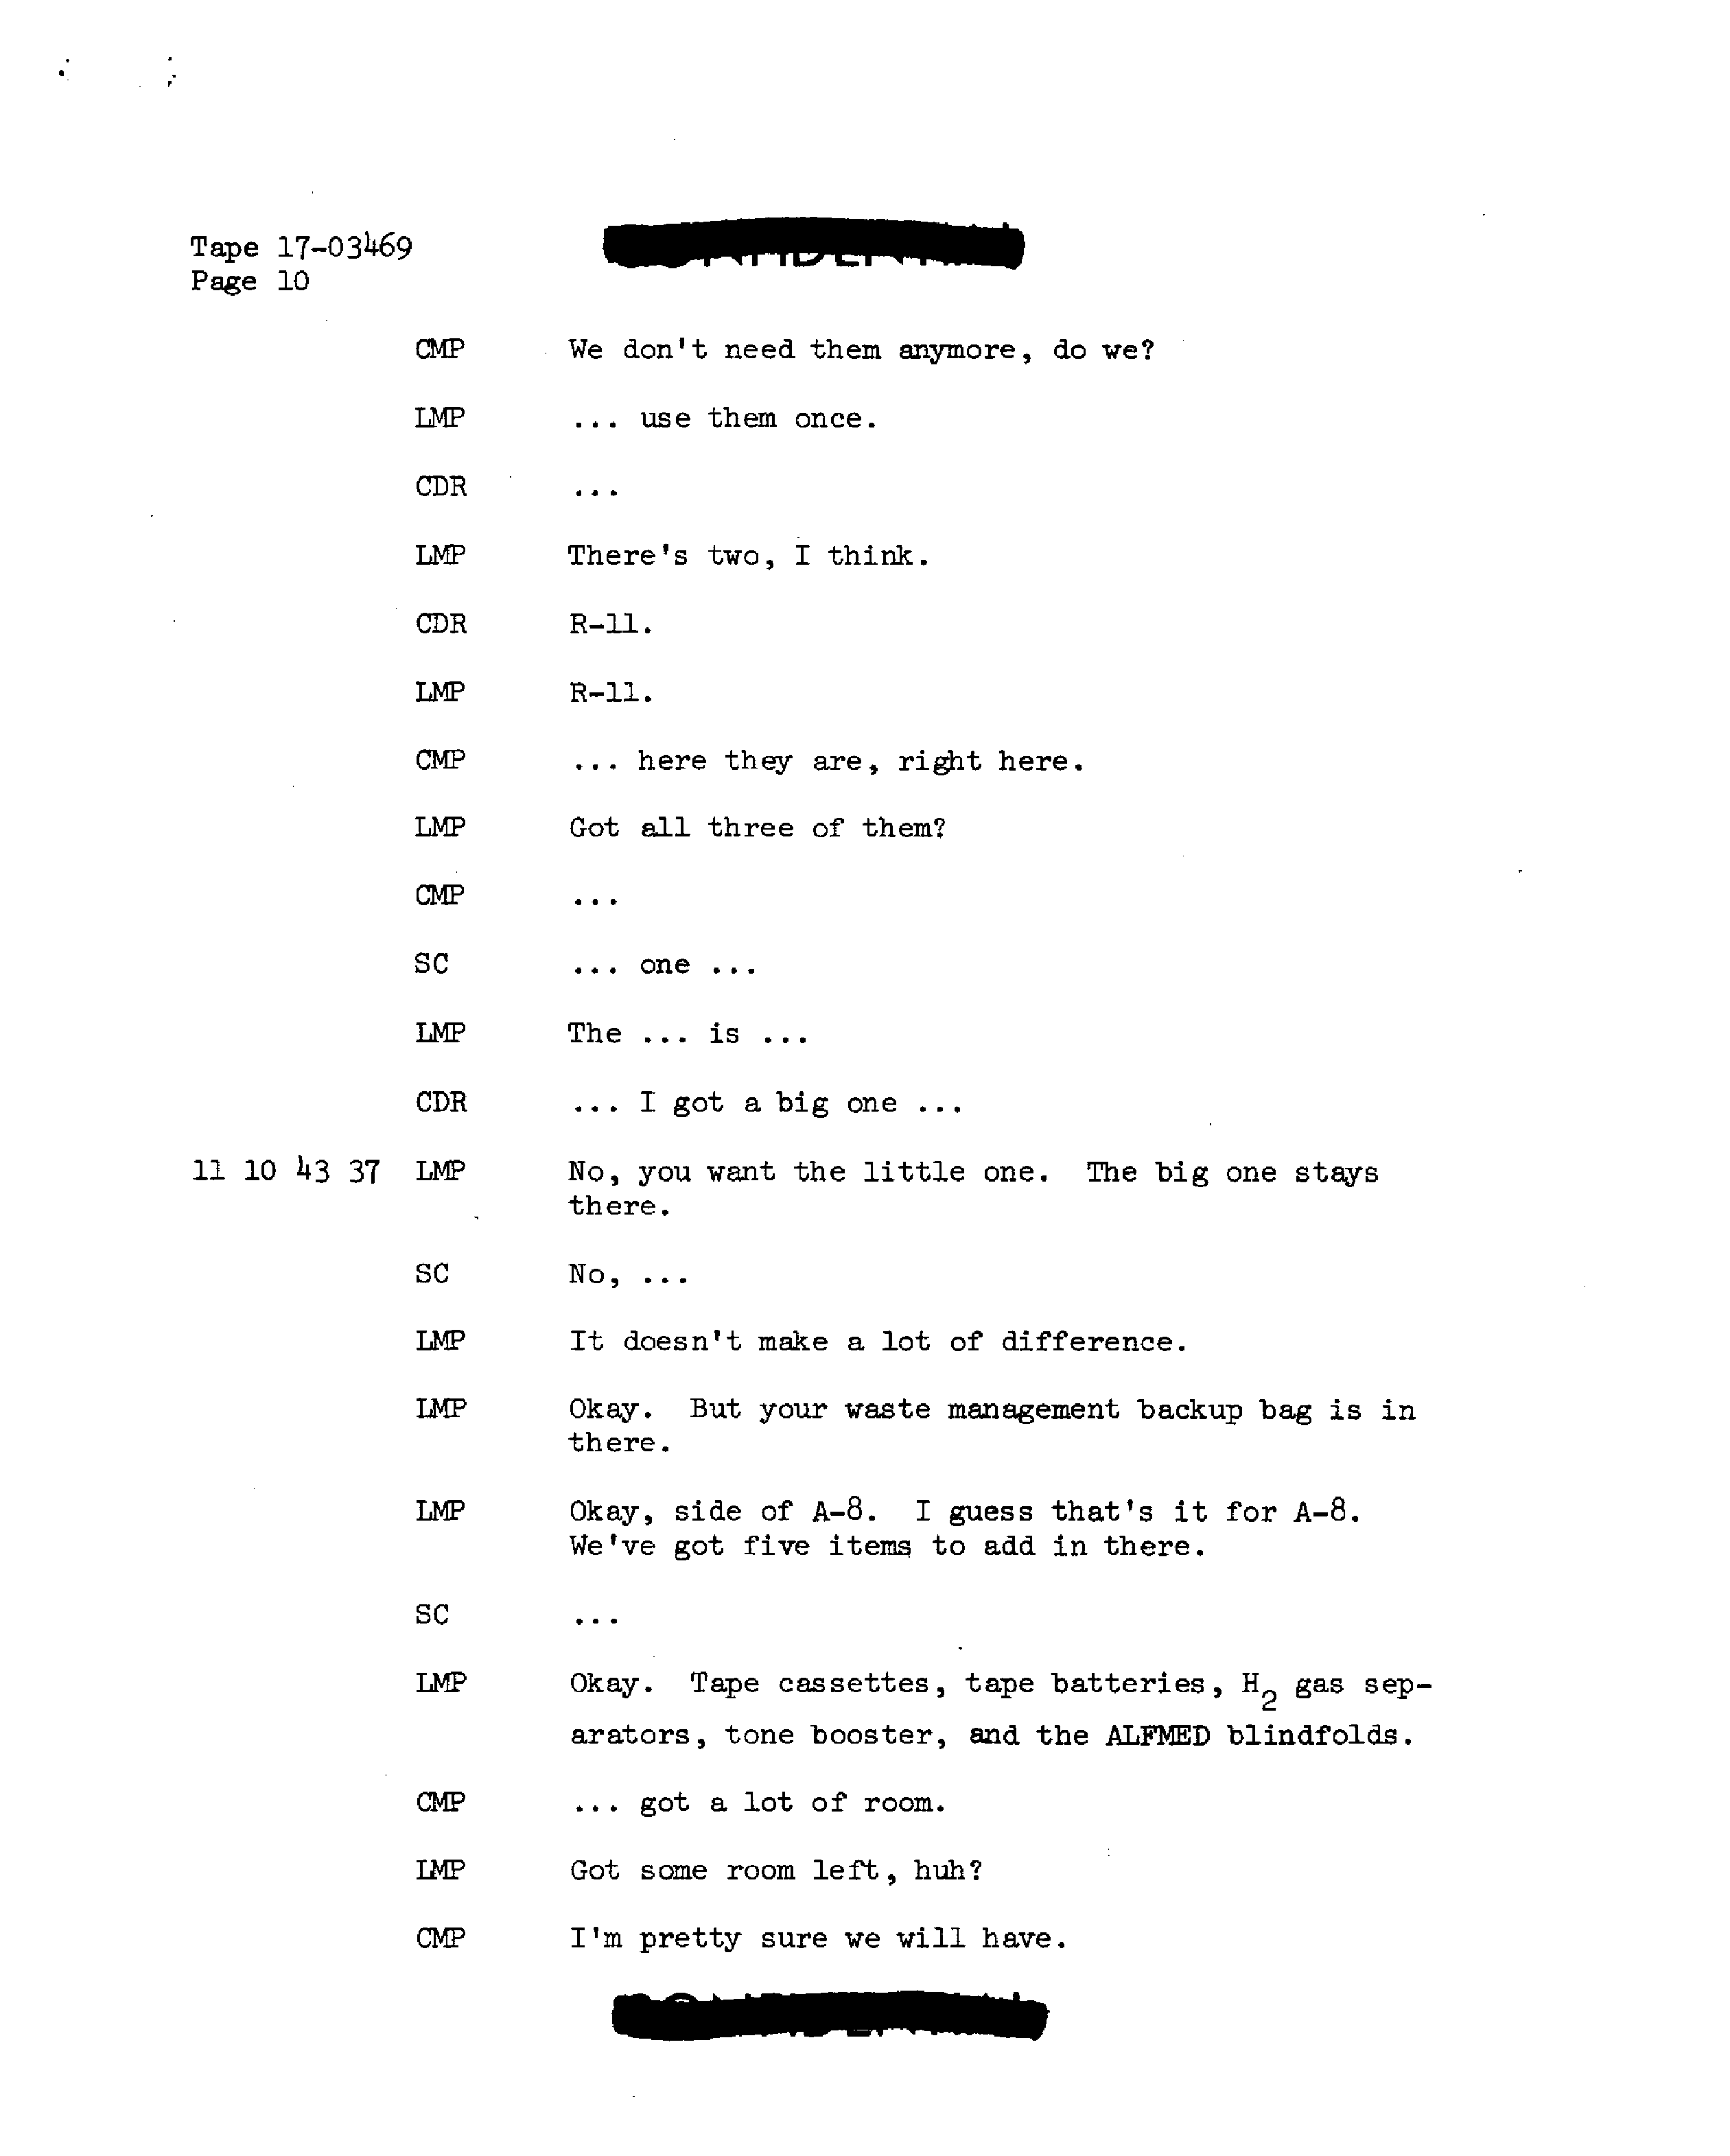 Tape 17-03469
Page 10
CMP We don't need them anymore, do we?
LMP ... use them once.
CDR ...
LMP There's two, I think.
CDR R-11.
LMP R-11.
CMP ... here they are, right here.
LMP Got all three of them?
CMP ...
SC ... one ...
LMP The ... is ...
CDR ... I got a big one ...
11 10 43 37 LMP No, you want the little one. The big one stays
there.
SC No, ...
LMP It doesn't make a lot of difference.
LMP Okay. But your waste management backup bag is in
there.
LMP Okay, side of A-8. I guess that's it for A-8.
We've got five items to add in there.
SC ...
LMP Okay. Tape cassettes, tape batteries, H2 gas sep-
arators, tone booster, and the ALFMED blindfolds.
CMP ... got a lot of room.
LMP Got some room left, huh?
CMP I'm pretty sure we will have.